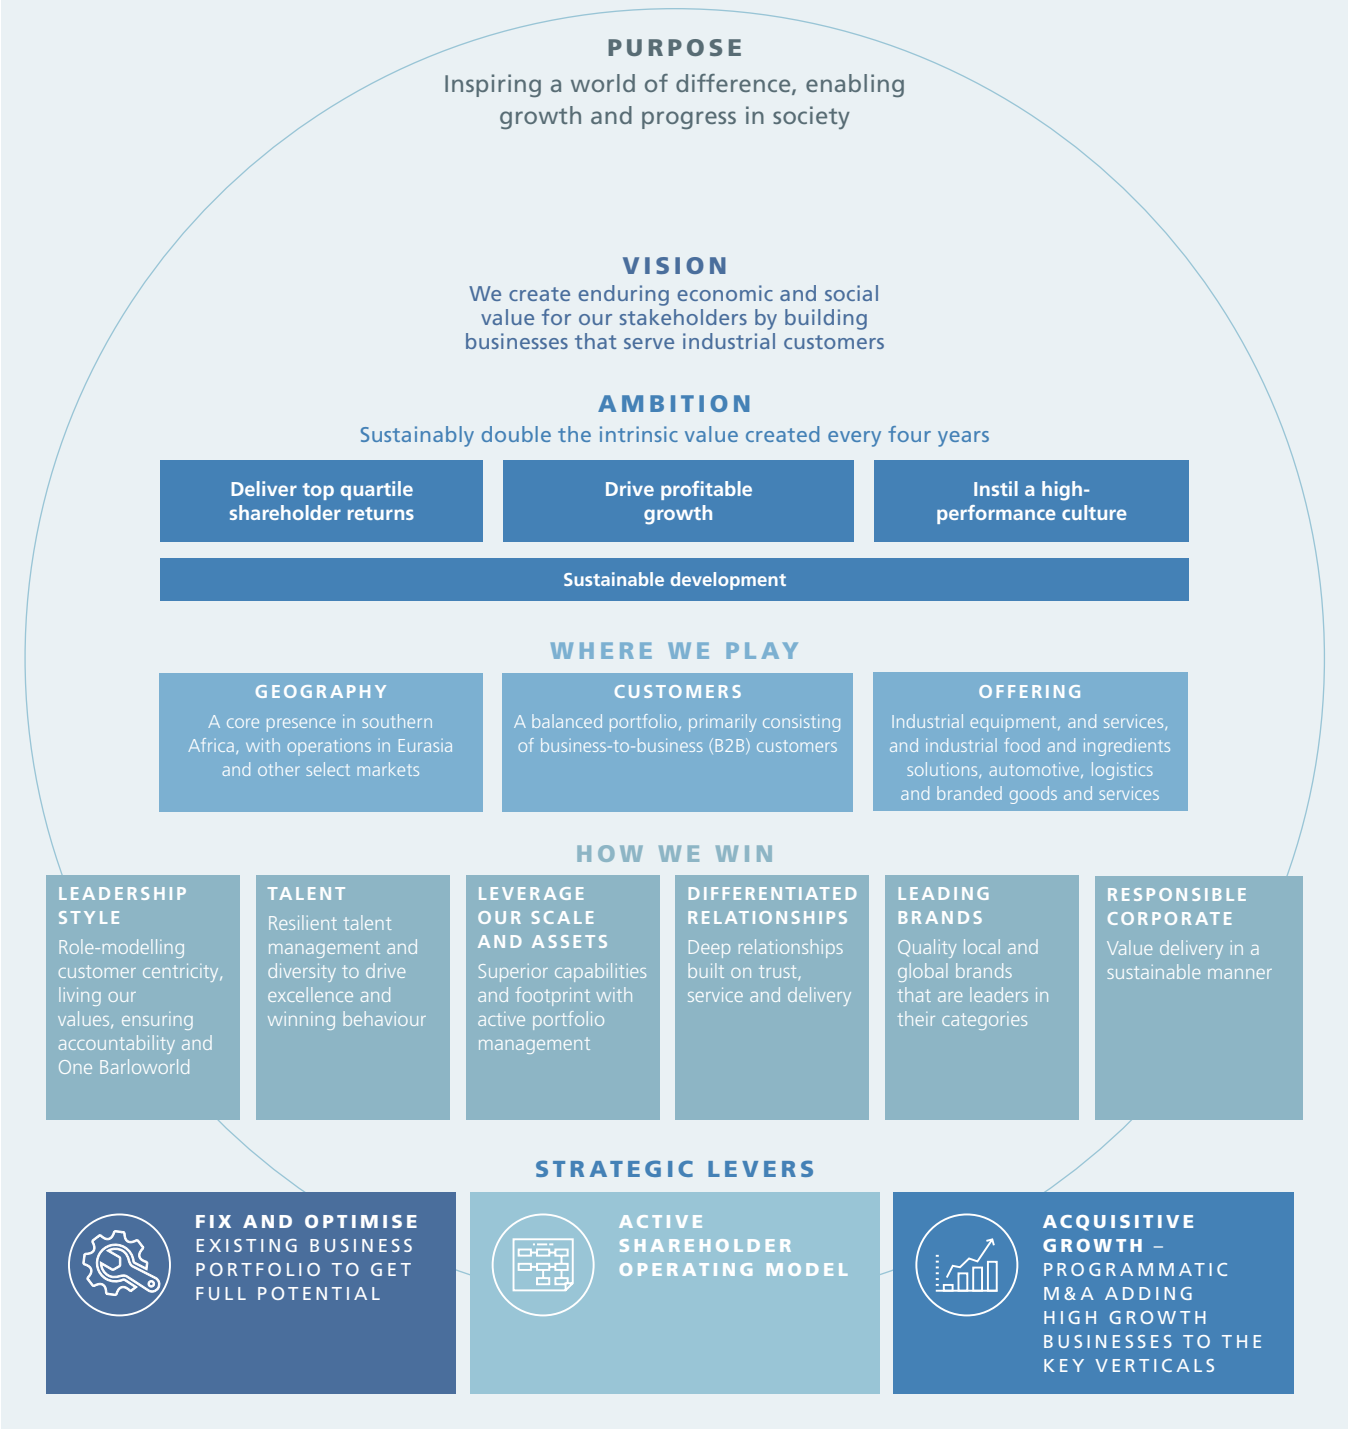 PURPOSE
Inspiring a world of difference, enabling
growth and progress in society
VISION
We create enduring economic and social
value for our stakeholders by building
businesses that serve industrial customers
AMBITION
Sustainably double the intrinsic value created every four years
Deliver top quartile
shareholder returns
Drive profitable
growth
Instil a high-
performance culture
Sustainable development
WHERE WE PLAY
GEOGRAPHY
A core presence in southern
Africa, with operations in Eurasia
and other select markets
CUSTOMERS
A balanced portfolio, primarily consisting
of business-to-business (B2B) customers
OFFERING
Industrial equipment, and services,
and industrial food and ingredients
solutions, automotive, logistics
and branded goods and services
HOW WE WIN
LEADERSHIP
STYLE
Role-modelling
customer centricity,
living our
values, ensuring
accountability and
One Barloworld
TALENT
Resilient talent
management and
diversity to drive
excellence and
winning behaviour
LEVERAGE
OUR SCALE
AND ASSETS
Superior capabilities
and footprint with
active portfolio
management
DIFFERENTIATED
RELATIONSHIPS
Deep relationships
built on trust,
service and delivery
LEADING
BRANDS
Quality local and
global brands
that are leaders in
their categories
RESPONSIBLE
CORPORATE
Value delivery in a
sustainable manner
STRATEGIC LEVERS
FIX AND OPTIMISE
EXISTING BUSINESS
PORTFOLIO TO GET
FULL POTENTIAL
ACTIVE
SHAREHOLDER
OPERATING MODEL
ACQUISITIVE
GROWTH –
PROGRAMMATIC
M&A ADDING
HIGH GROWTH
BUSINESSES TO THE
KEY VERTICALS